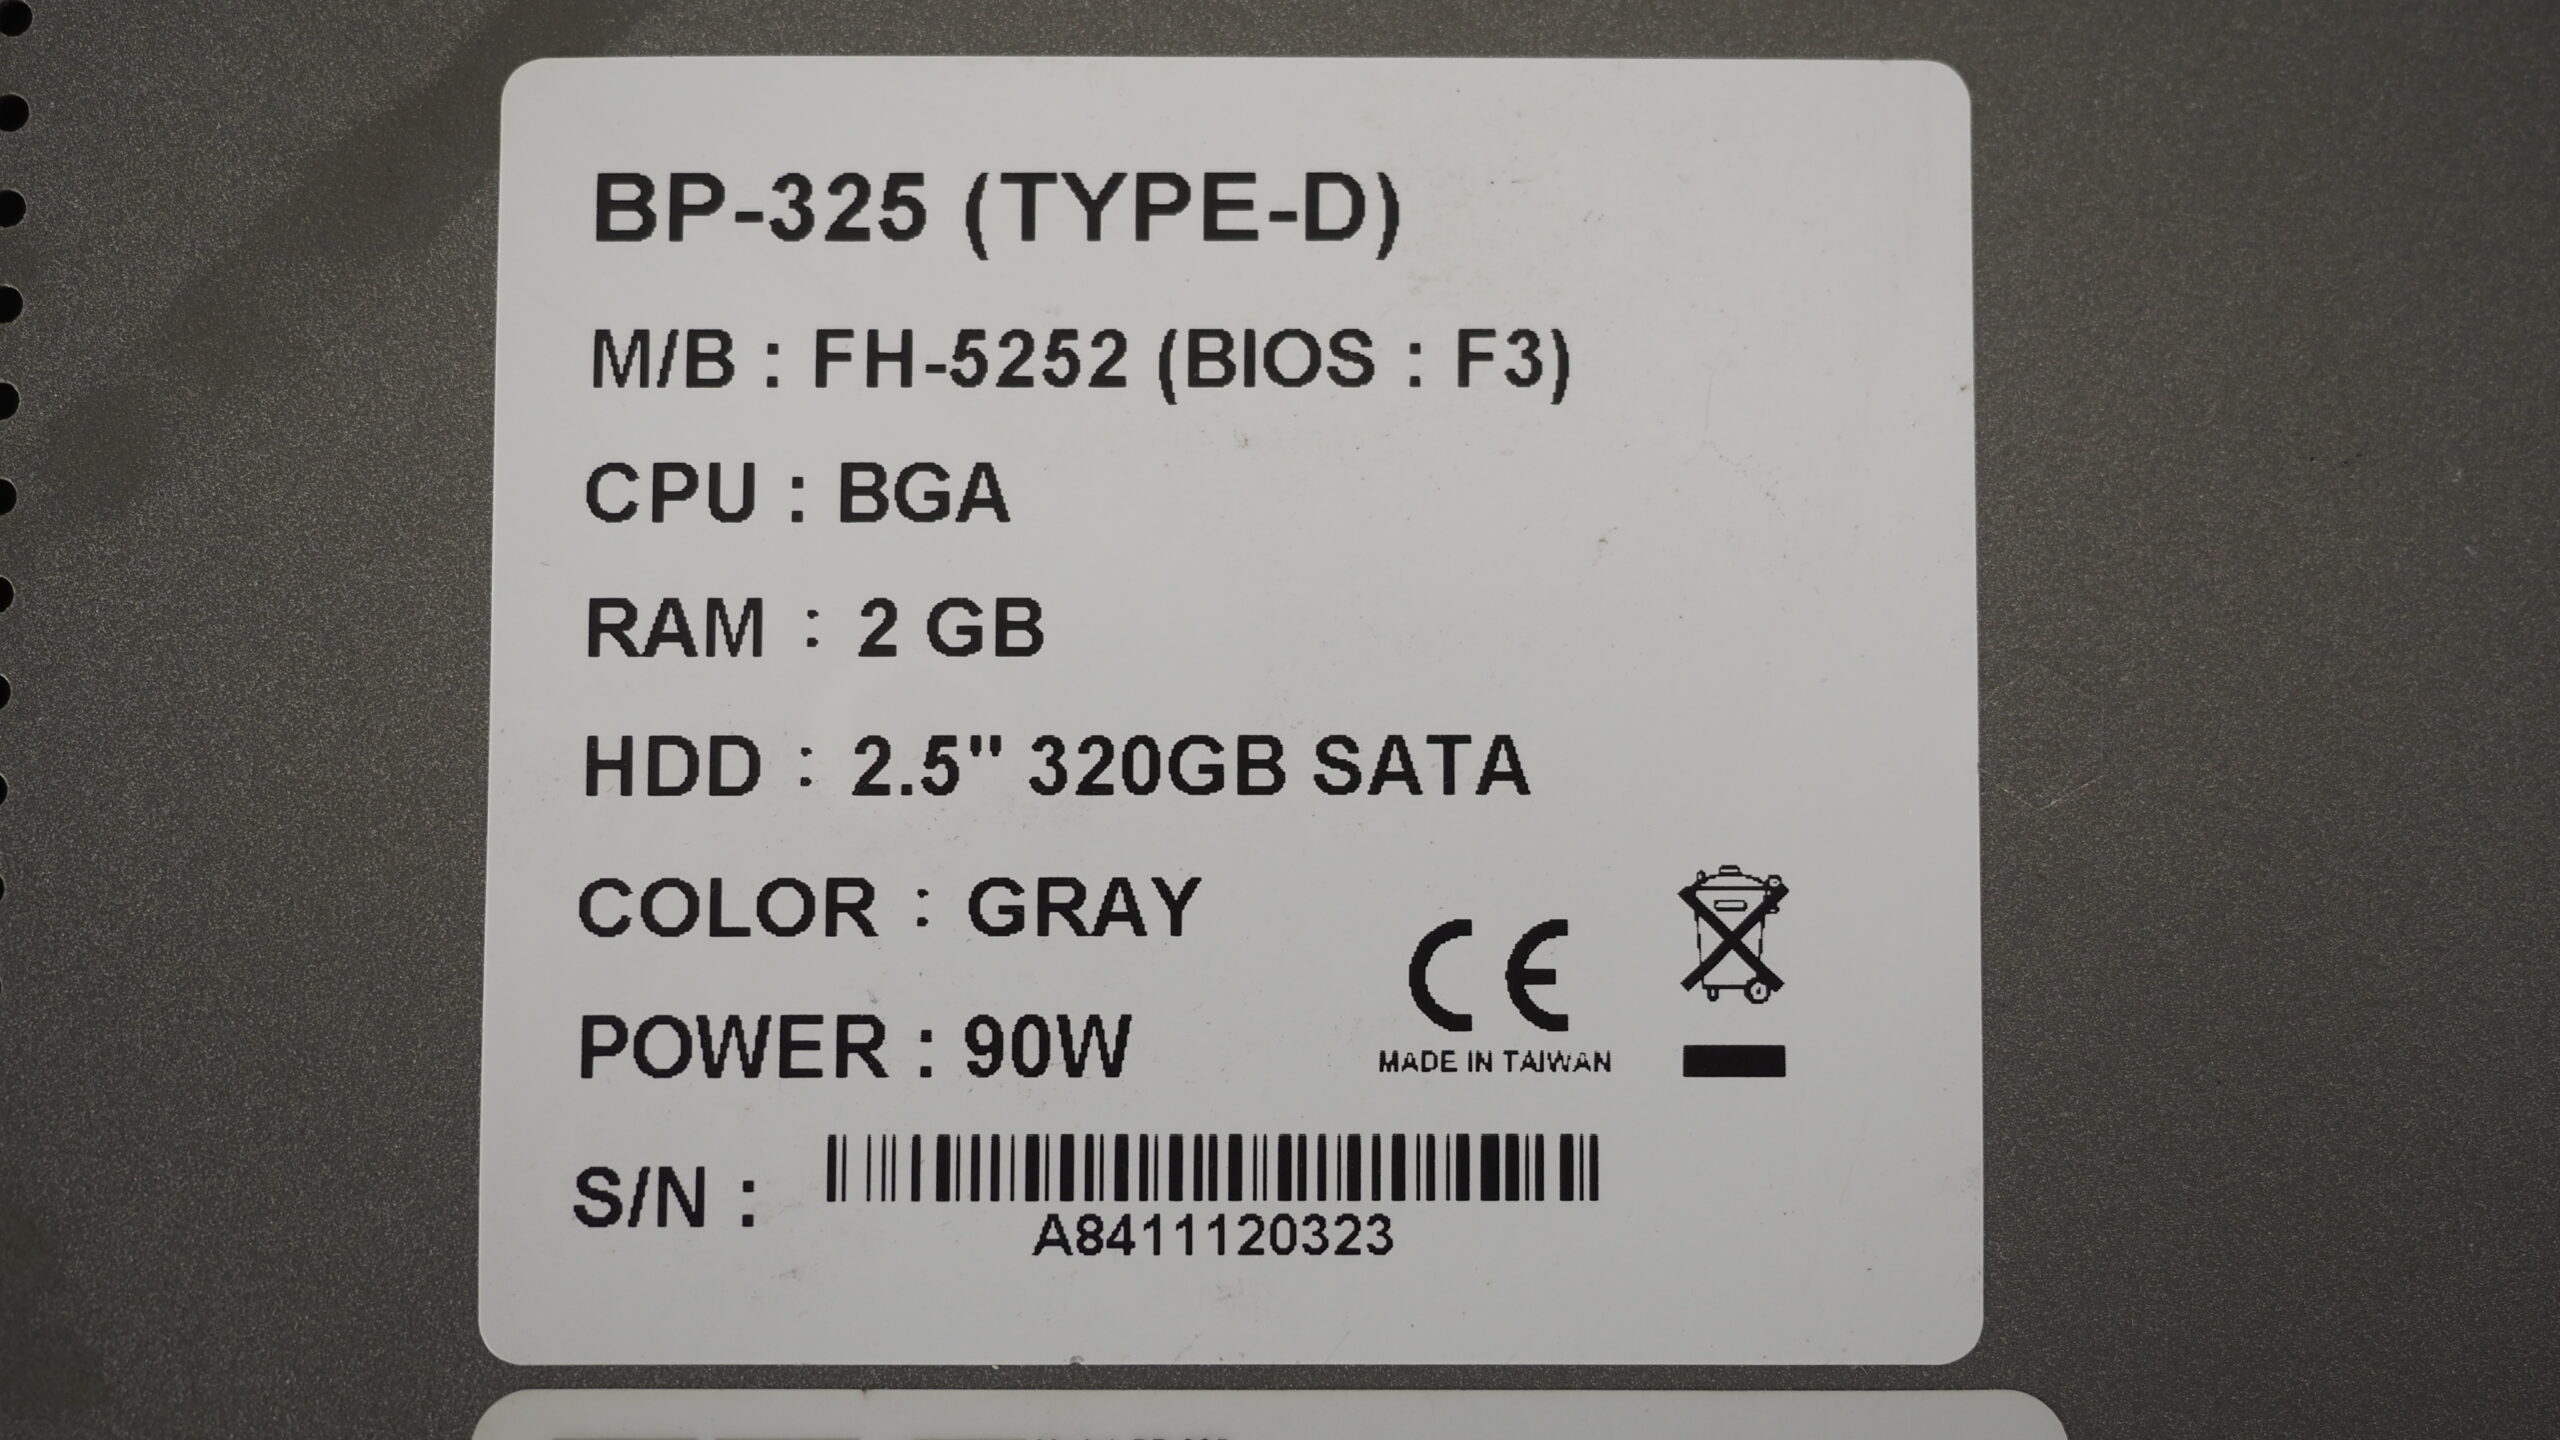 BP-325 (TYPE-D)
M/B : FH-5252 (BIOS : F3)
CPU : BGA
RAM : 2 GB
HDD : 2.5" 320GB SATA
COLOR : GRAY
CE
POWER : 90W
MADE IN TAIWAN
S/N :
A8411120323